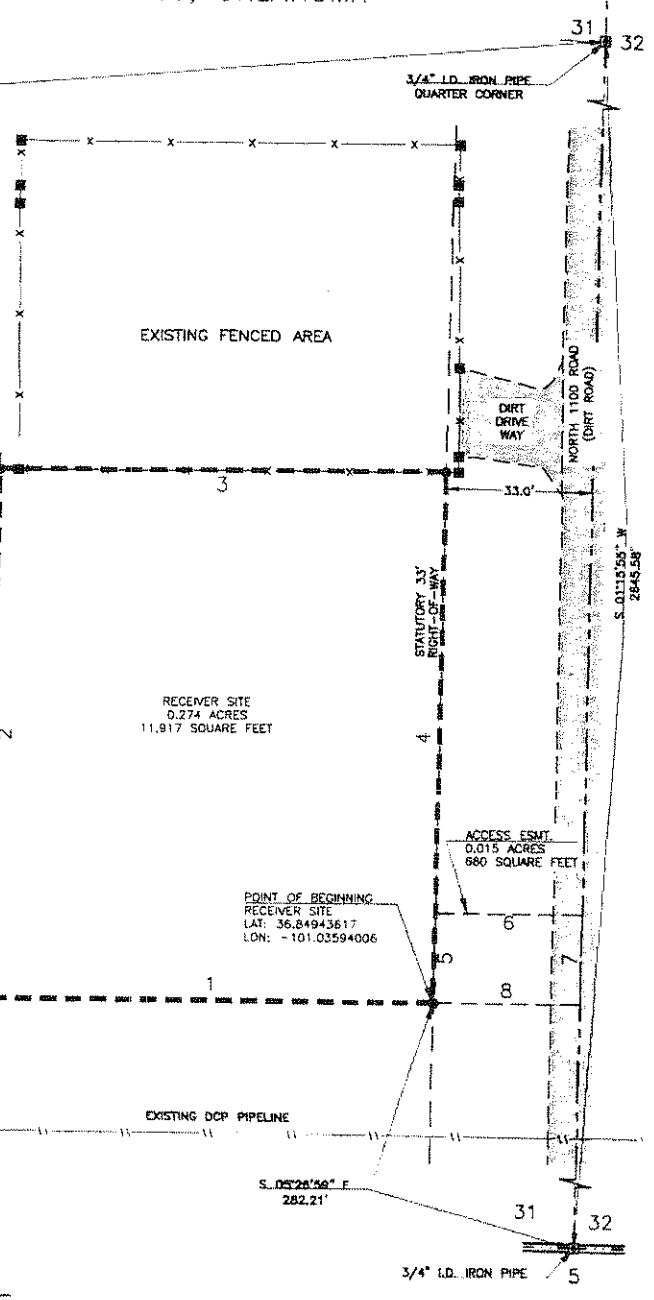 31
32
3/4" I.D. IRON PIPE
QUARTER CORNER
EXISTING FENCED AREA
DIRT
DRIVE
WAY
NORTH 1100 ROAD
(DIRT ROAD)
3
33.0'
S 01°15'55" W
2645.58'
STATUTORY 33'
RIGHT-OF-WAY
RECEIVER SITE
0.274 ACRES
11,917 SQUARE FEET
2
4
ACCESS ESMT.
0.015 ACRES
680 SQUARE FEET
POINT OF BEGINNING
RECEIVER SITE
LAT: 36.84943617
LON: -101.03594006
6
5
7
1
8
EXISTING DCP PIPELINE
S 05°26'59" E
282.21'
31
32
3/4" I.D. IRON PIPE
5